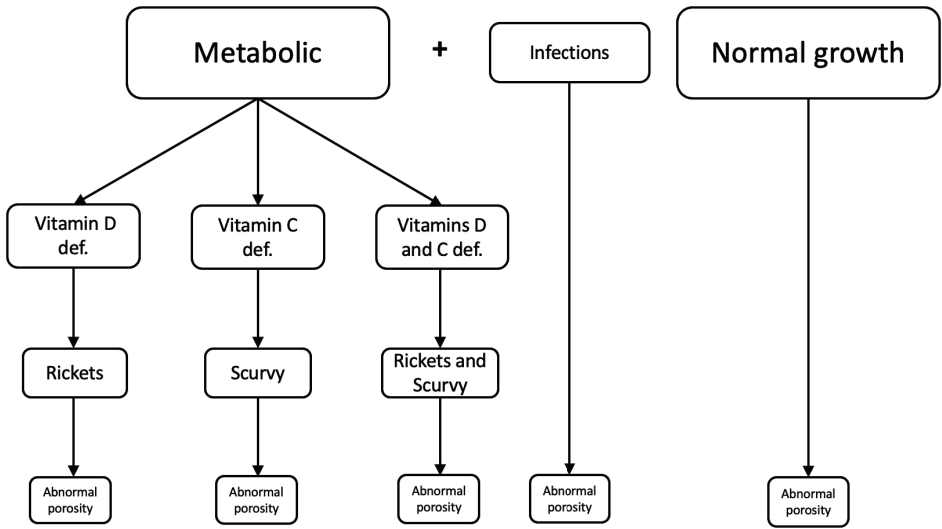 Metabolic
+
Infections
Normal growth
Vitamin D
def.
Vitamin C
def.
Vitamins D
and C def.
Rickets
Scurvy
Rickets and
Scurvy
Abnormal
porosity
Abnormal
porosity
Abnormal
porosity
Abnormal
porosity
Abnormal
porosity